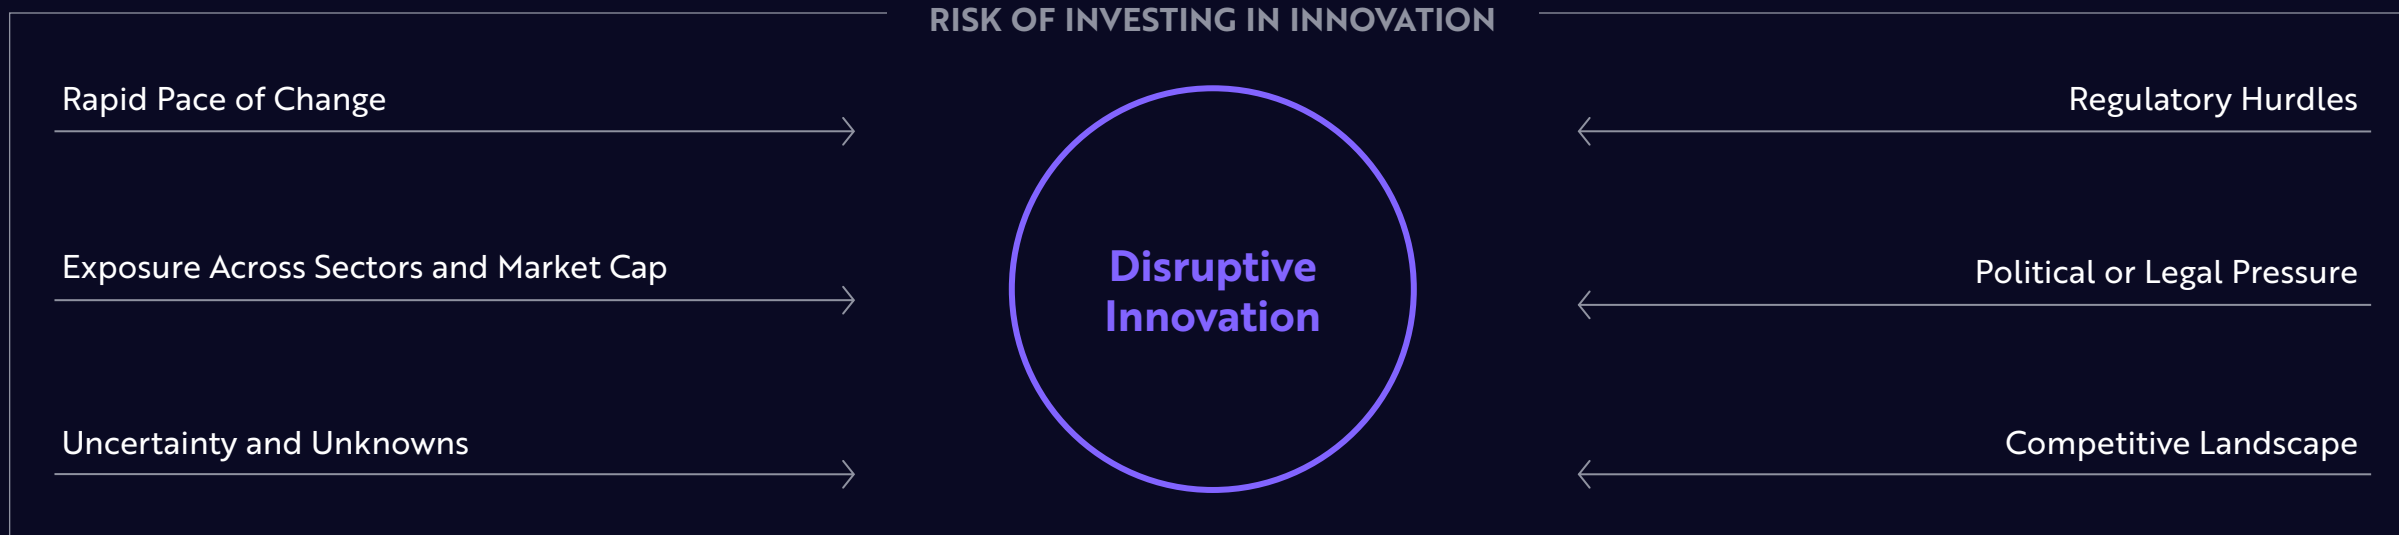 RISK OF INVESTING IN INNOVATION
Rapid Pace of Change
Exposure Across Sectors and Market Cap
Uncertainty and Unknowns
Disruptive
Innovation
Regulatory Hurdles
Political or Legal Pressure
Competitive Landscape